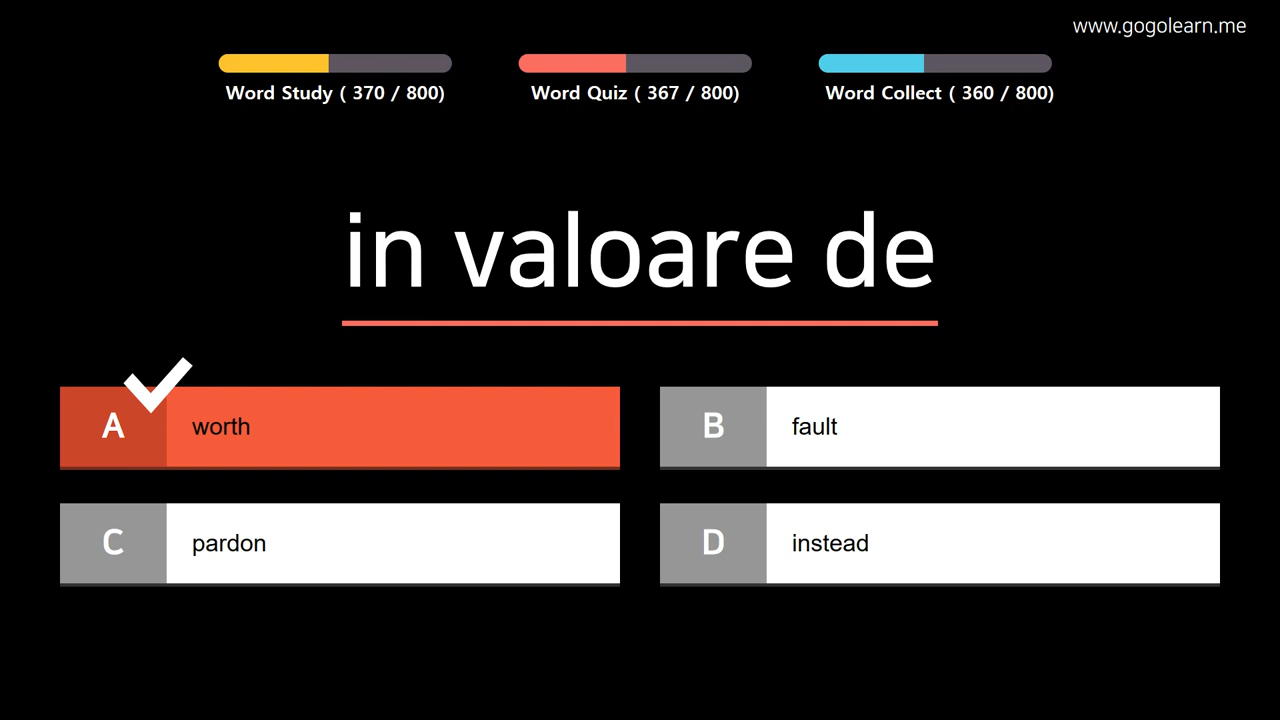 www.gogolearn.me
Word Study ( 370 / 800)
Word Quiz ( 367 / 800)
Word Collect ( 360 / 800)
in valoare de
A worth
B fault
C pardon
D instead